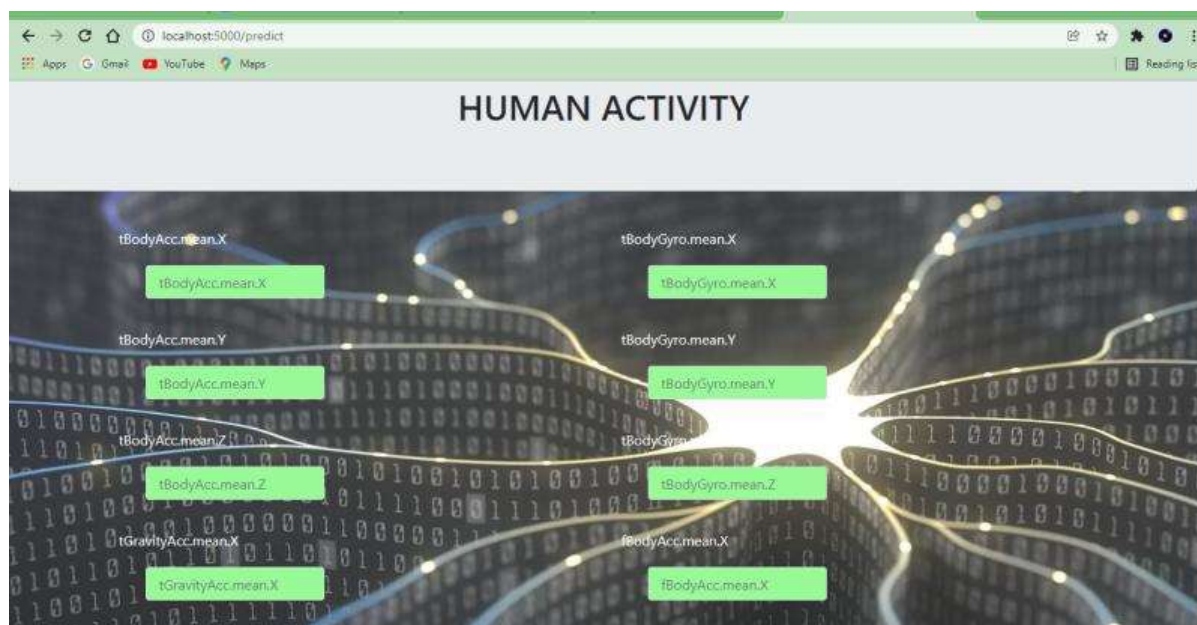 localhost:5000/predict
Apps Gmail YouTube Maps Reading lis
HUMAN ACTIVITY
tBodyAcc.mean.X tBodyGyro.mean.X
tBodyAcc.mean.X tBodyGyro.mean.X
tBodyAcc.mean.Y tBodyGyro.mean.Y
tBodyAcc.mean.Y tBodyGyro.mean.Y
tBodyAcc.mean.Z
tBodyAcc.mean.Z tBodyGyro.mean.Z
tGravityAcc.mean.X fBodyAcc.mean.X
tGravityAcc.mean.X fBodyAcc.mean.X